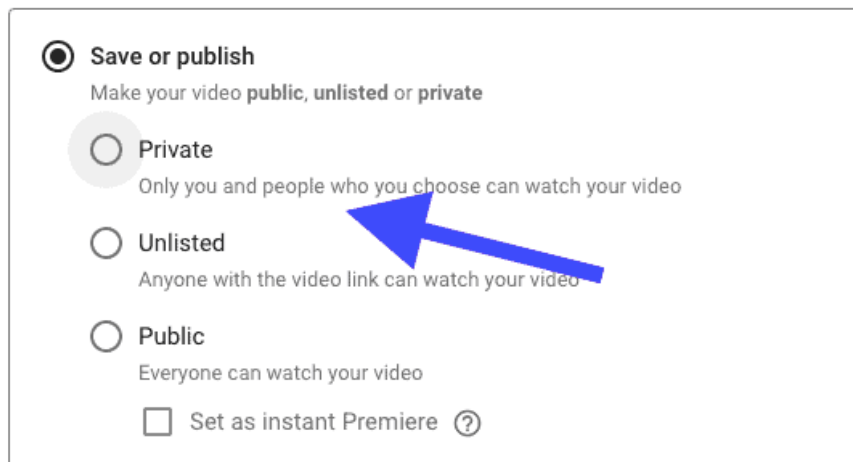 Save or publish
Make your video public, unlisted or private
Private
Only you and people who you choose can watch your video
Unlisted
Anyone with the video link can watch your video
Public
Everyone can watch your video
Set as instant Premiere ?